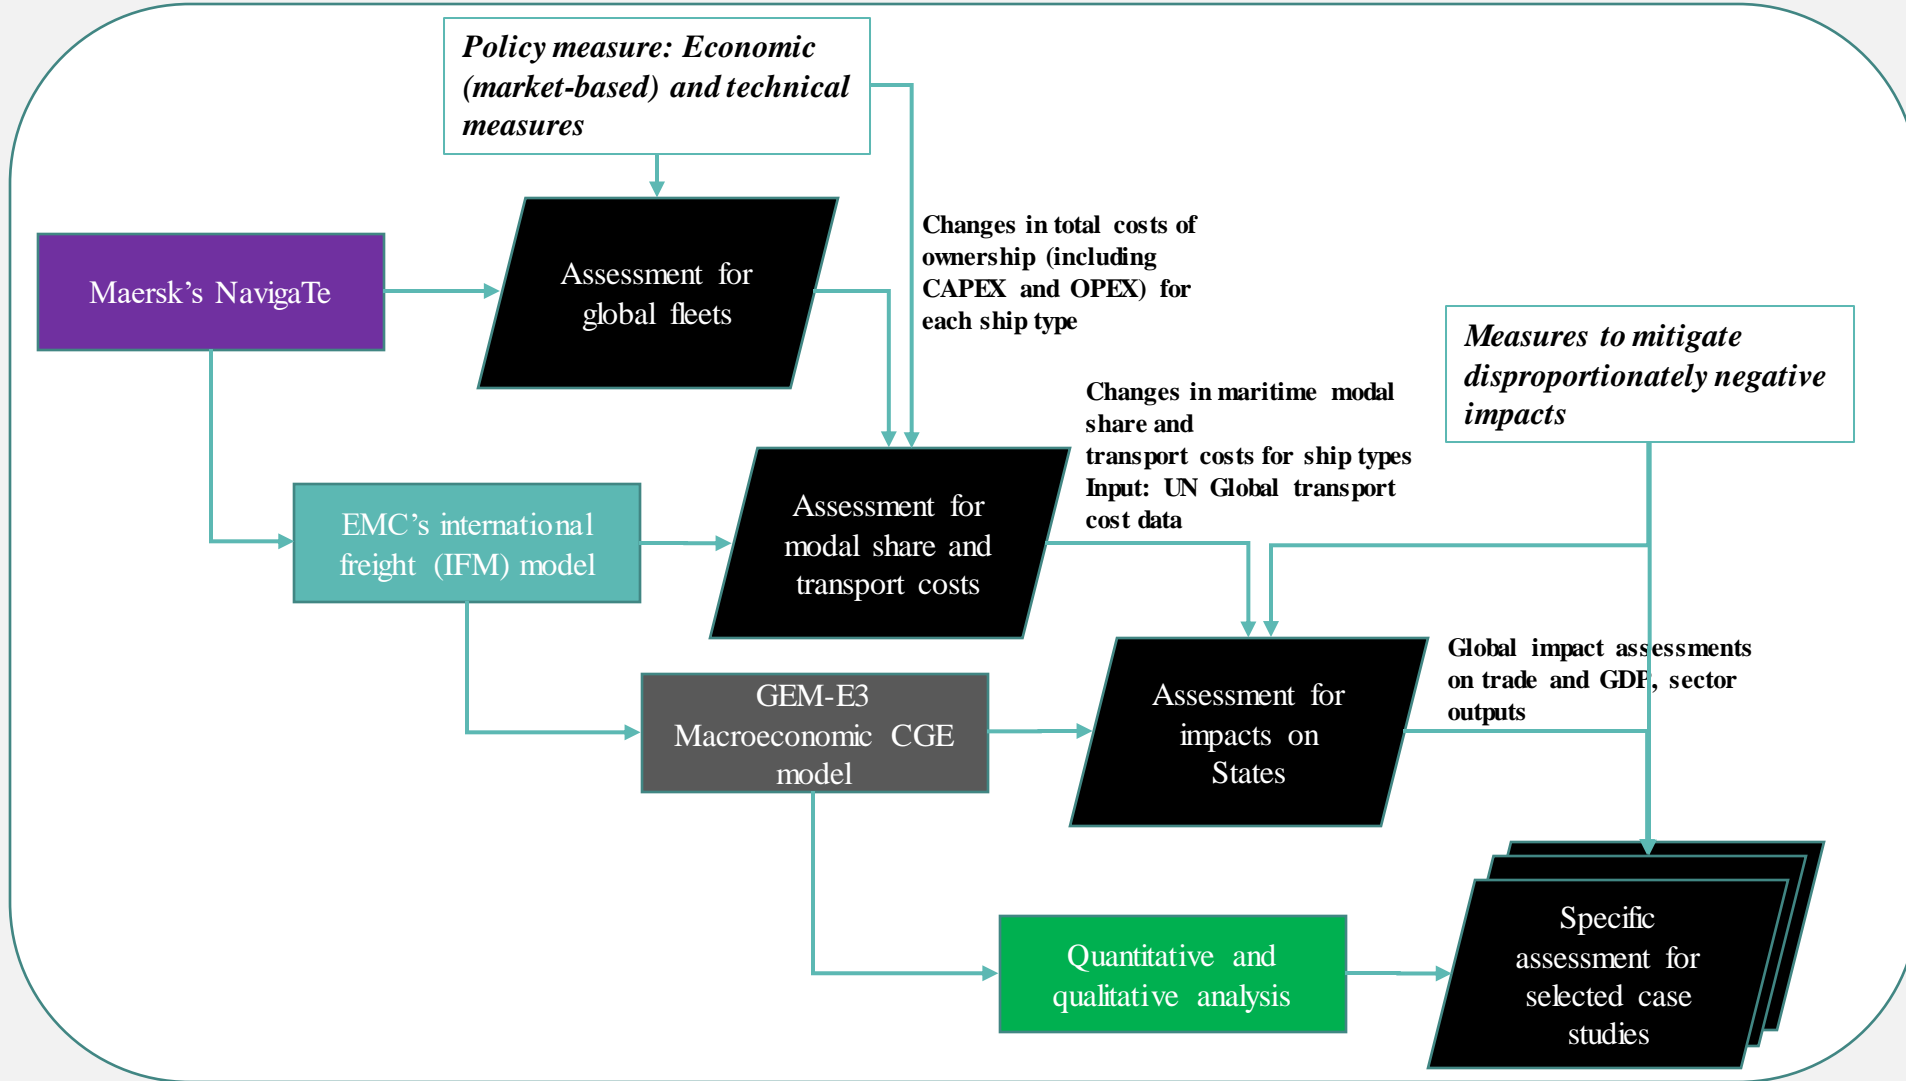 Policy measure: Economic
(market-based) and technical
measures
Maersk's NavigaTe
Assessment for
global fleets
Changes in total costs of
ownership (including
CAPEX and OPEX) for
each ship type
Measures to mitigate
disproportionately negative
impacts
Changes in maritime modal
share and
transport costs for ship types
Input: UN Global transport
cost data
EMC's international
freight (IFM) model
Assessment for
modal share and
transport costs
Global impact assessments
on trade and GDP, sector
outputs
GEM-E3
Macroeconomic CGE
model
Assessment for
impacts on
States
Quantitative and
qualitative analysis
Specific
assessment for
selected case
studies